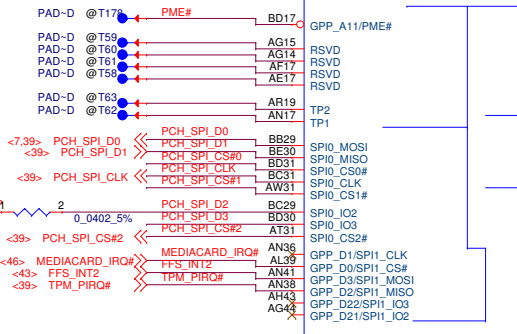 PAD~D @T178 PME# BD17 GPP_A11/PME#
PAD~D @T59 AG15 RSVD
PAD~D @T60 AG14 RSVD
PAD~D @T61 AF17 RSVD
PAD~D @T58 AE17 RSVD
PAD~D @T63 AR19 TP2
PAD~D @T62 AN17 TP1
<7,39> PCH_SPI_D0 PCH_SPI_D0 BB29 SPI0_MOSI
<39> PCH_SPI_D1 PCH_SPI_D1 BE30 SPI0_MISO
PCH_SPI_CS#0 BD31 SPI0_CS0#
<39> PCH_SPI_CLK PCH_SPI_CLK BC31 SPI0_CLK
PCH_SPI_CS#1 AW31 SPI0_CS1#
1 2 PCH_SPI_D2 BC29 SPI0_IO2
0_0402_5% PCH_SPI_D3 BD30 SPI0_IO3
<39> PCH_SPI_CS#2 PCH_SPI_CS#2 AT31 SPI0_CS2#
AN36 GPP_D1/SPI1_CLK
<46> MEDIACARD_IRQ# MEDIACARD_IRQ# AL39 GPP_D0/SPI1_CS#
<43> FFS_INT2 FFS_INT2 AN41 GPP_D3/SPI1_MOSI
<39> TPM_PIRQ# TPM_PIRQ# AN38 GPP_D2/SPI1_MISO
AH43 GPP_D22/SPI1_IO3
AG44 GPP_D21/SPI1_IO2